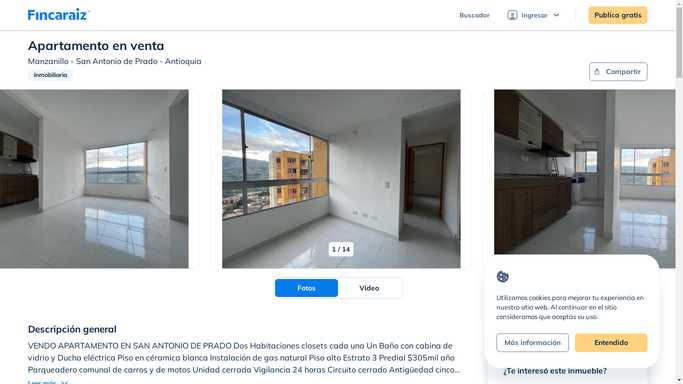 Fincaraiz
Buscador
Ingresar
Publica gratis
Apartamento en venta
Manzanillo - San Antonio de Prado - Antioquia
Inmobiliaria
Compartir
1 / 14
Fotos
Vídeo
Descripción general
VENDO APARTAMENTO EN SAN ANTONIO DE PRADO Dos Habitaciones closets cada una Un Baño con cabina de
vidrio y Ducha eléctrica Piso en céramica blanca Instalación de gas natural Piso alto Estrato 3 Predial $305mil año
Parqueadero comunal de carros y de motos Unidad cerrada Vigilancia 24 horas Circuito cerrado Antigüedad cinco...
Leer más
Utilizamos cookies para mejorar tu experiencia en
nuestro sitio web. Al continuar en el sitio
consideramos que aceptas su uso.
Más información
Entendido
¿Te interesó este inmueble?